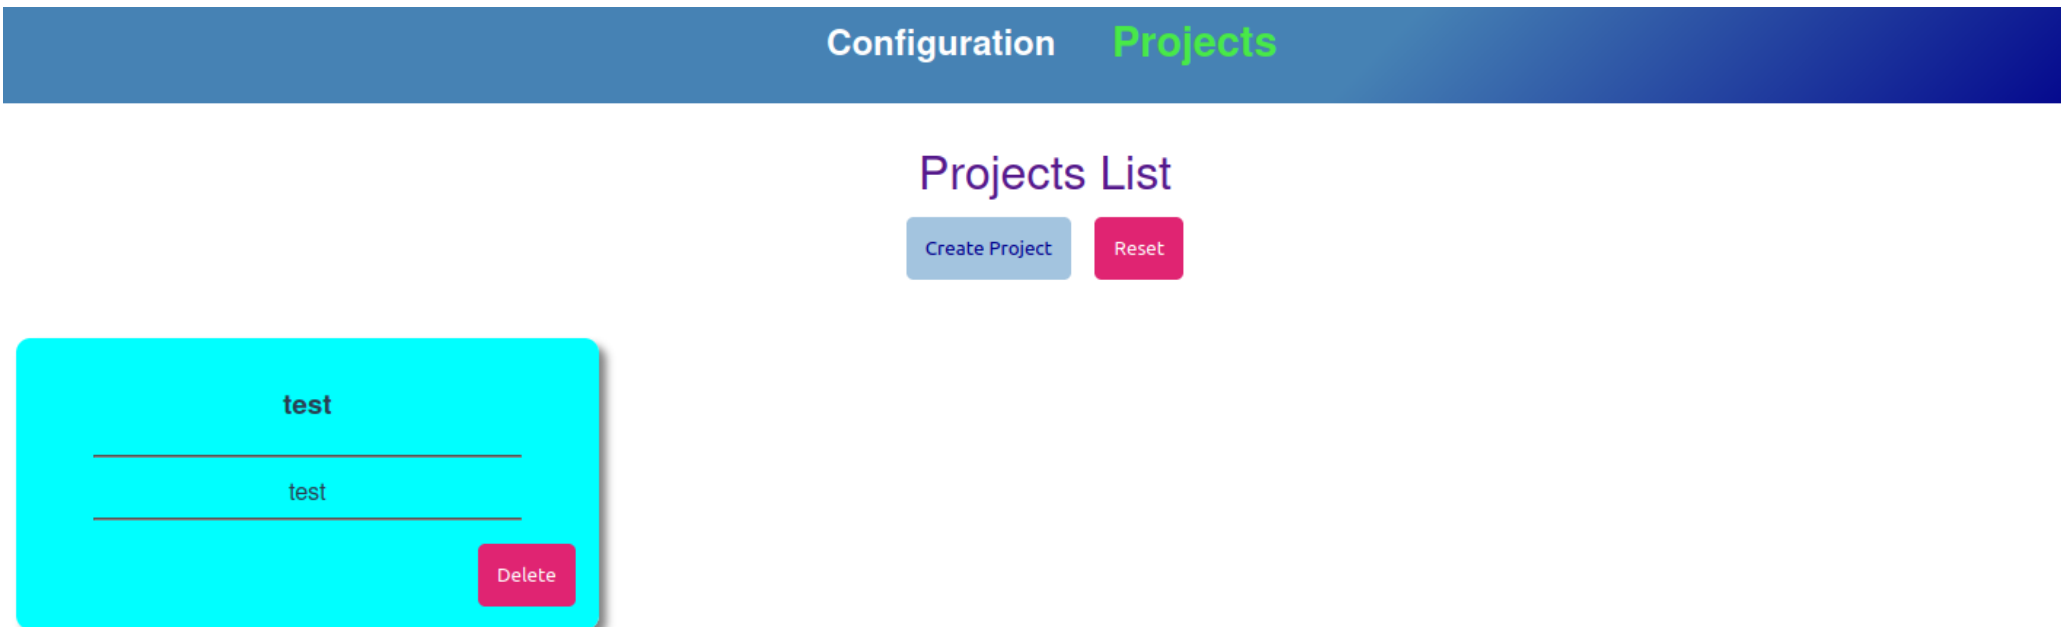 Configuration Projects
Projects List
Create Project Reset
test
test
Delete